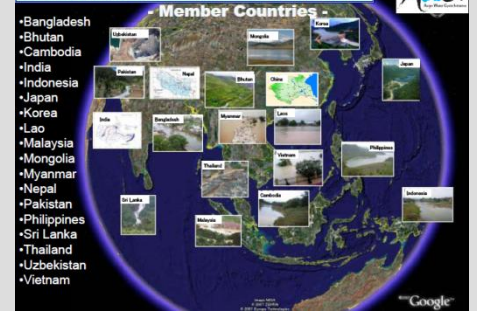 - Member Countries -
•Bangladesh
•Bhutan
•Cambodia
•India
•Indonesia
•Japan
•Korea
•Lao
•Malaysia
•Mongolia
•Myanmar
•Nepal
•Pakistan
•Philippines
•Sri Lanka
•Thailand
•Uzbekistan
•Vietnam
Uzbekistan
Mongolia
Korea
Pakistan
Nepal
Bhutan
China
Japan
India
Bangladesh
Myanmar
Laos
Philippines
Thailand
Vietnam
Sri Lanka
Malaysia
Cambodia
Indonesia
Google